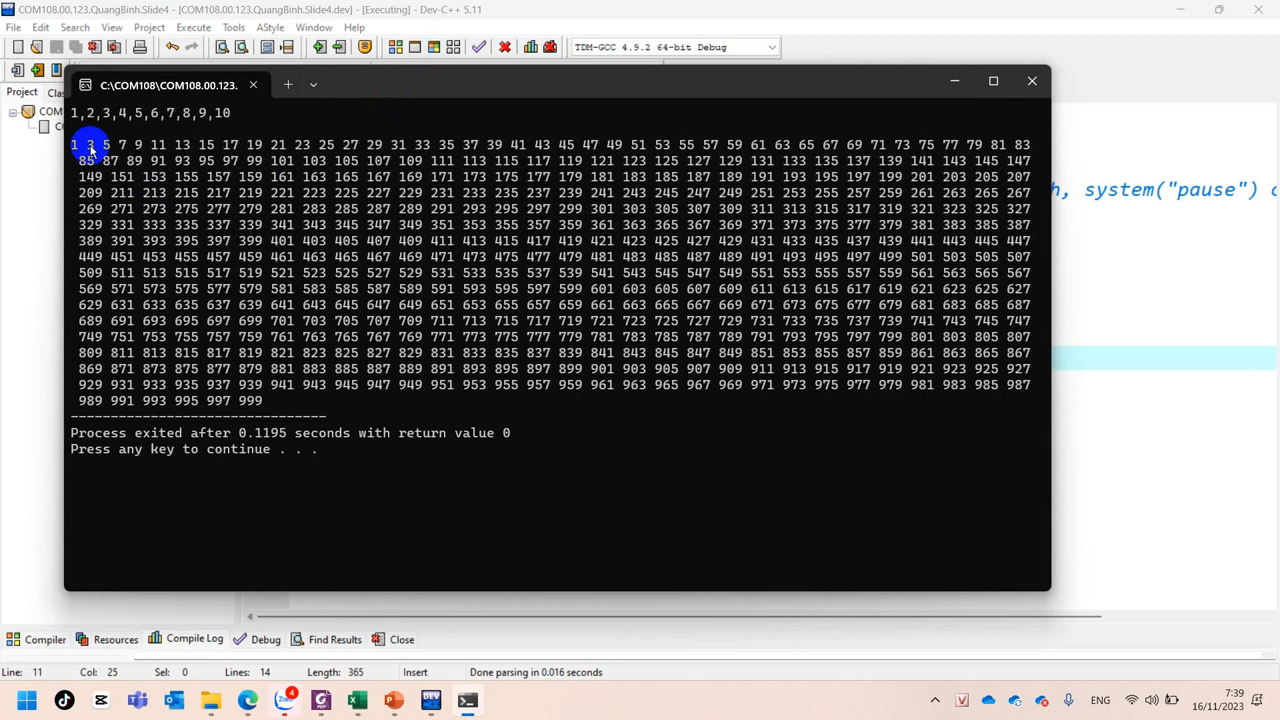 COM108.00.123.QuangBinh.Slide4 - [COM108.00.123.QuangBinh.Slide4.dev] - [Executing] - Dev-C++ 5.11
File Edit Search View Project Execute Tools AStyle Window Help
TDM-GCC 4.9.2 64-bit Debug
C:\COM108\COM108.00.123.
Project
1,2,3,4,5,6,7,8,9,10
1 3 5 7 9 11 13 15 17 19 21 23 25 27 29 31 33 35 37 39 41 43 45 47 49 51 53 55 57 59 61 63 65 67 69 71 73 75 77 79 81 83
85 87 89 91 93 95 97 99 101 103 105 107 109 111 113 115 117 119 121 123 125 127 129 131 133 135 137 139 141 143 145 147
149 151 153 155 157 159 161 163 165 167 169 171 173 175 177 179 181 183 185 187 189 191 193 195 197 199 201 203 205 207
h, system("pause")
209 211 213 215 217 219 221 223 225 227 229 231 233 235 237 239 241 243 245 247 249 251 253 255 257 259 261 263 265 267
269 271 273 275 277 279 281 283 285 287 289 291 293 295 297 299 301 303 305 307 309 311 313 315 317 319 321 323 325 327
329 331 333 335 337 339 341 343 345 347 349 351 353 355 357 359 361 363 365 367 369 371 373 375 377 379 381 383 385 387
389 391 393 395 397 399 401 403 405 407 409 411 413 415 417 419 421 423 425 427 429 431 433 435 437 439 441 443 445 447
449 451 453 455 457 459 461 463 465 467 469 471 473 475 477 479 481 483 485 487 489 491 493 495 497 499 501 503 505 507
509 511 513 515 517 519 521 523 525 527 529 531 533 535 537 539 541 543 545 547 549 551 553 555 557 559 561 563 565 567
569 571 573 575 577 579 581 583 585 587 589 591 593 595 597 599 601 603 605 607 609 611 613 615 617 619 621 623 625 627
629 631 633 635 637 639 641 643 645 647 649 651 653 655 657 659 661 663 665 667 669 671 673 675 677 679 681 683 685 687
689 691 693 695 697 699 701 703 705 707 709 711 713 715 717 719 721 723 725 727 729 731 733 735 737 739 741 743 745 747
749 751 753 755 757 759 761 763 765 767 769 771 773 775 777 779 781 783 785 787 789 791 793 795 797 799 801 803 805 807
809 811 813 815 817 819 821 823 825 827 829 831 833 835 837 839 841 843 845 847 849 851 853 855 857 859 861 863 865 867
869 871 873 875 877 879 881 883 885 887 889 891 893 895 897 899 901 903 905 907 909 911 913 915 917 919 921 923 925 927
929 931 933 935 937 939 941 943 945 947 949 951 953 955 957 959 961 963 965 967 969 971 973 975 977 979 981 983 985 987
989 991 993 995 997 999
--------------------------------
Process exited after 0.1195 seconds with return value 0
Press any key to continue . . .
Compiler Resources Compile Log Debug Find Results Close
Line: 11 Col: 25 Sel: 0 Lines: 14 Length: 365 Insert Done parsing in 0.016 seconds
4
ENG
7:39
16/11/2023